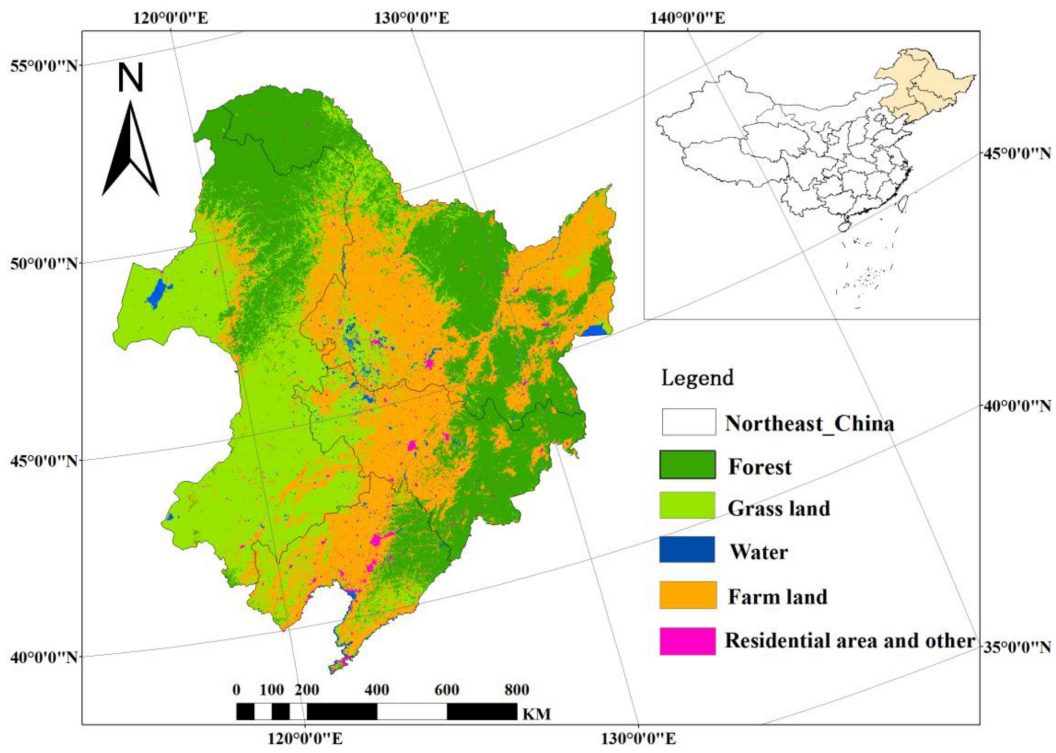 120°0'0"E 130°0'0"E 140°0'0"E
55°0'0"N
N
45°0'0"N
50°0'0"N
Legend
Northeast_China
40°0'0"N
Forest
45°0'0"N
Grass land
Water
Farm land
Residential area and other
35°0'0"N
40°0'0"N
0 100 200 400 600 800
KM
120°0'0"E 130°0'0"E